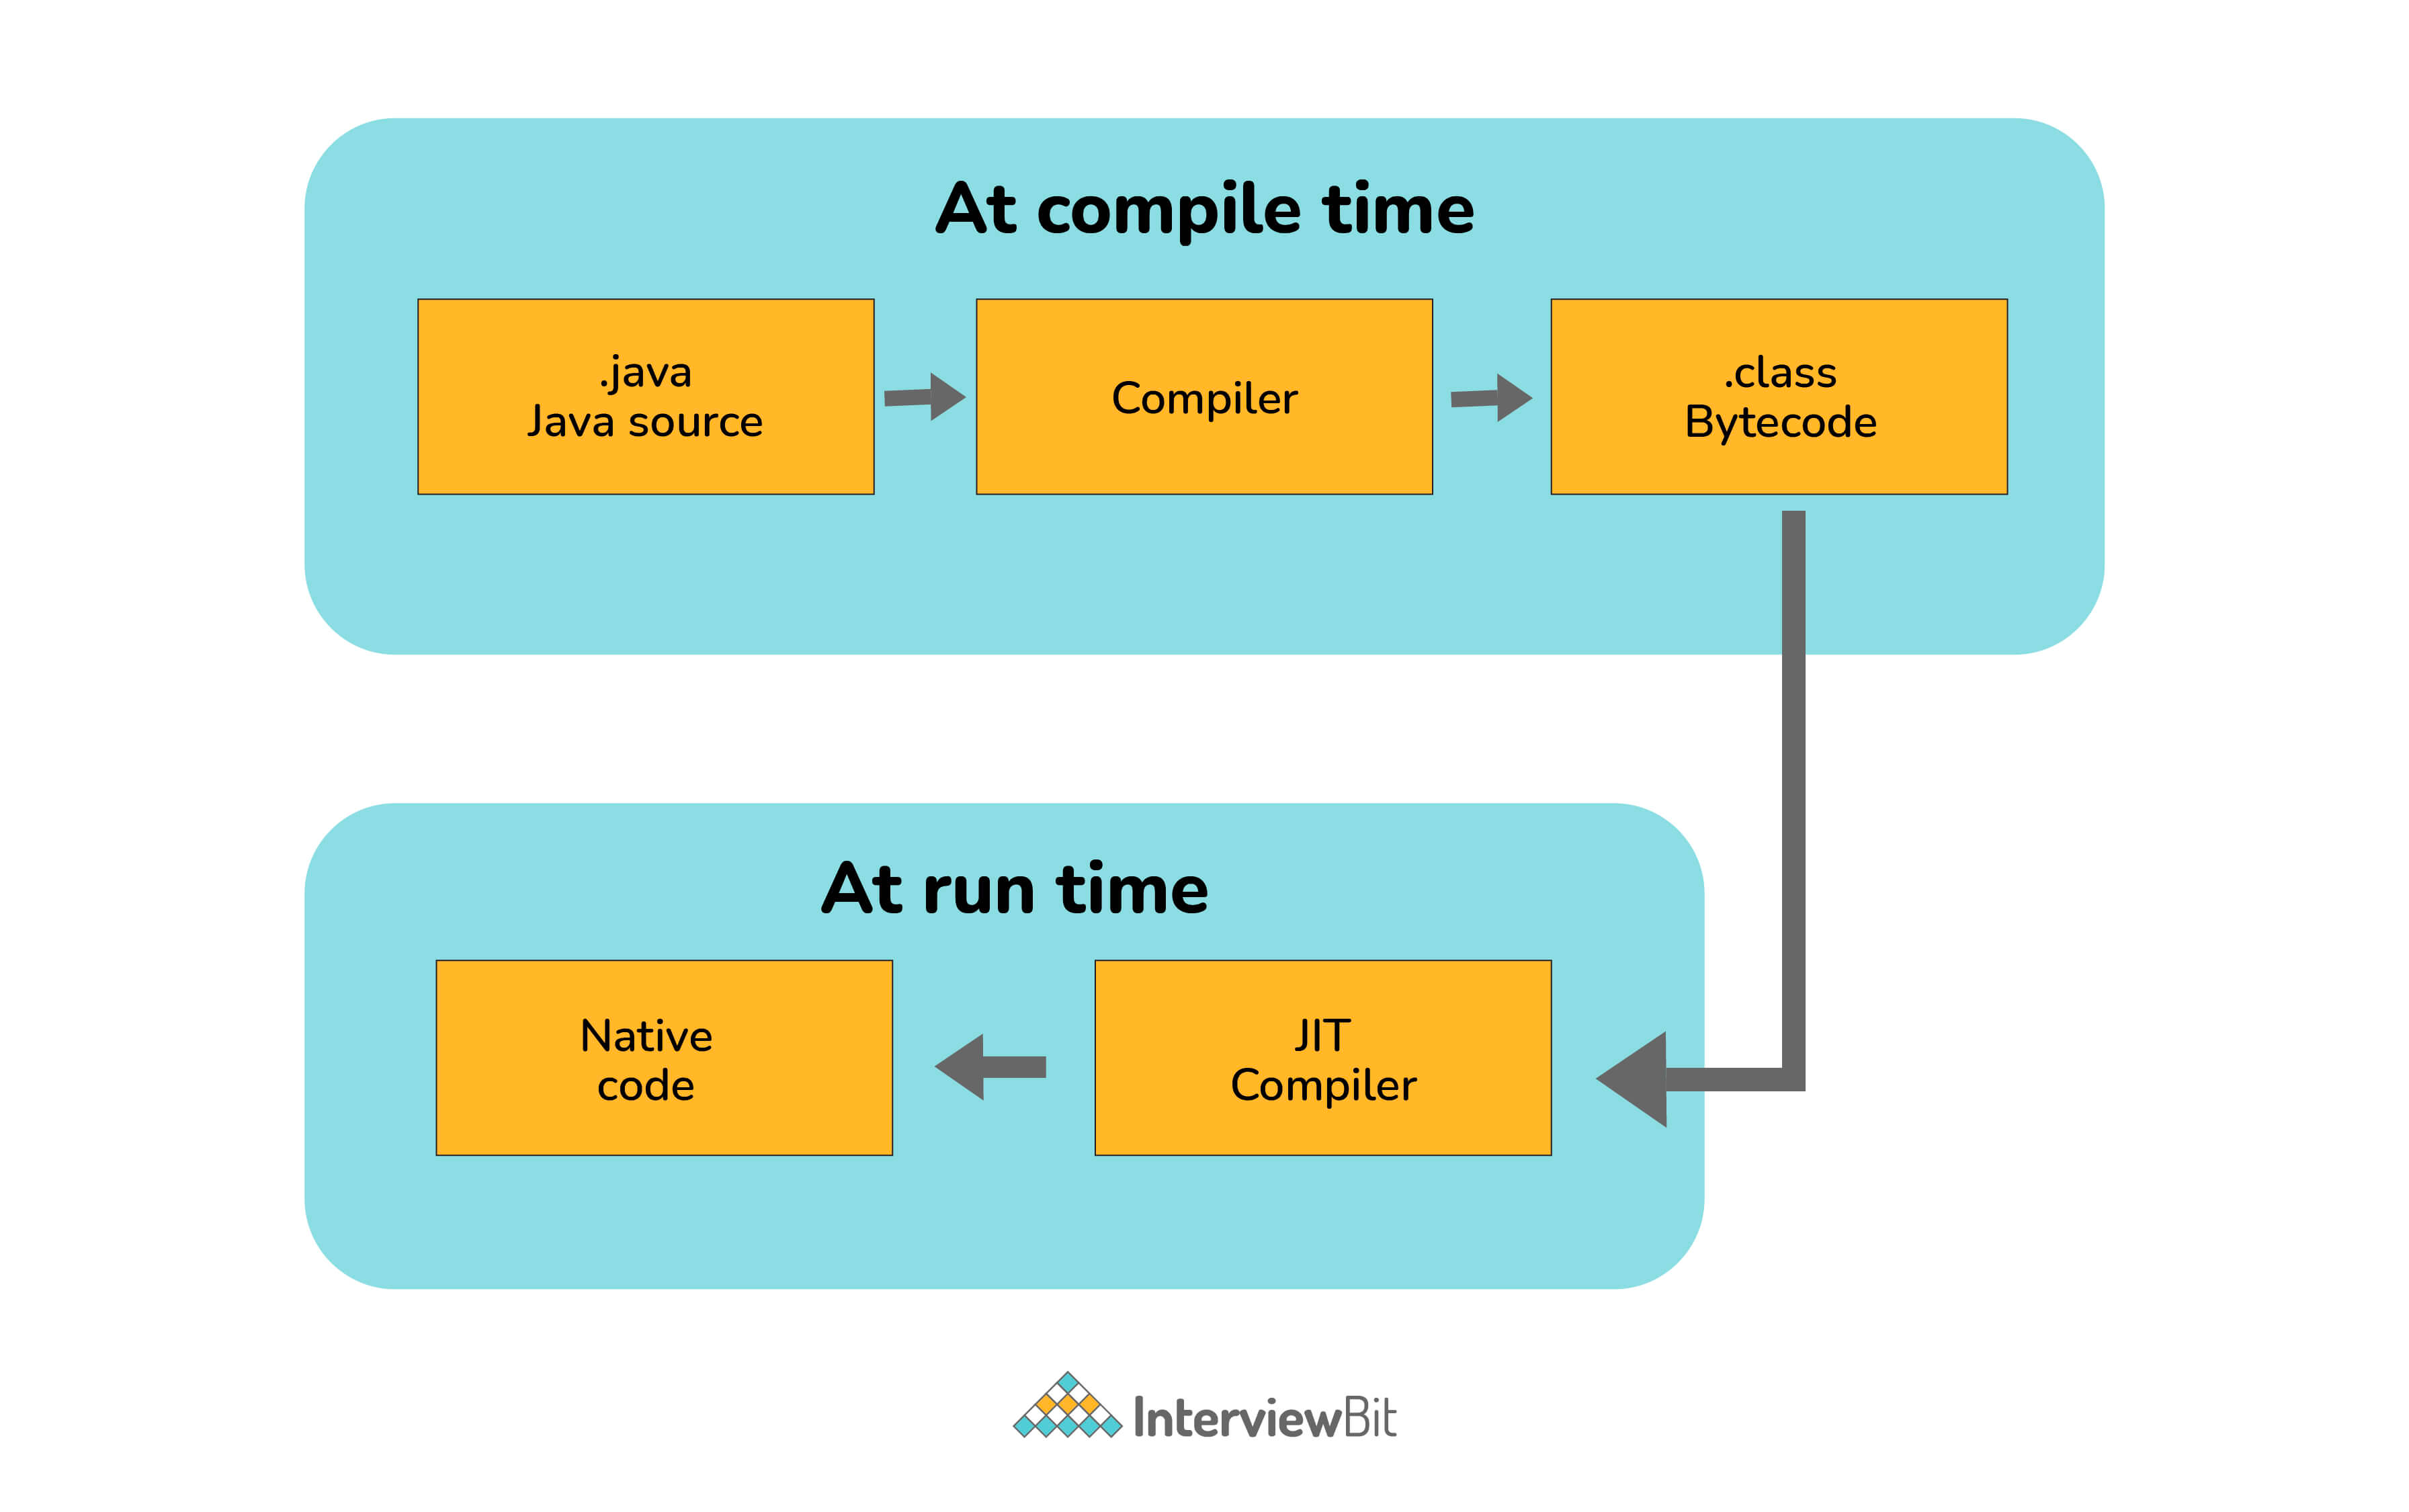 At compile time
.java
Java source
Compiler
.class
Bytecode
At run time
Native
code
JIT
Compiler
InterviewBit